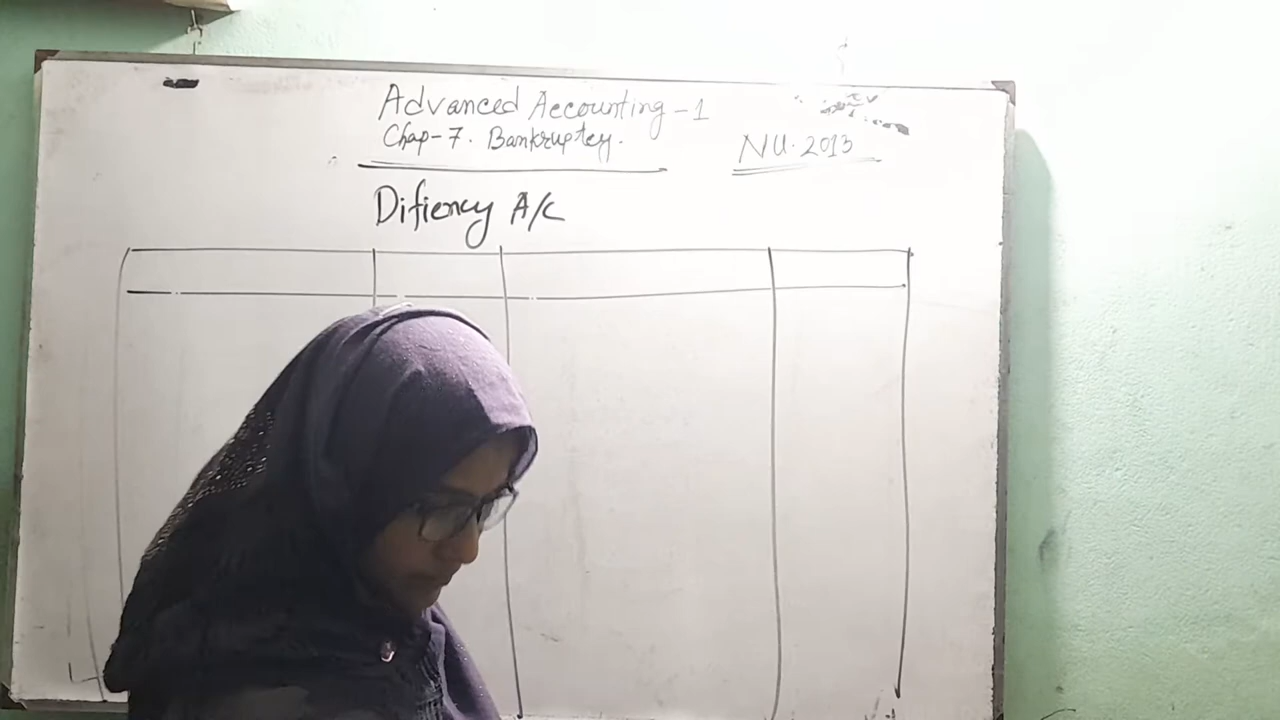 Advanced Accounting-1
Chap-7. Bankruptcy.
NU. 2013
Difiency A/C